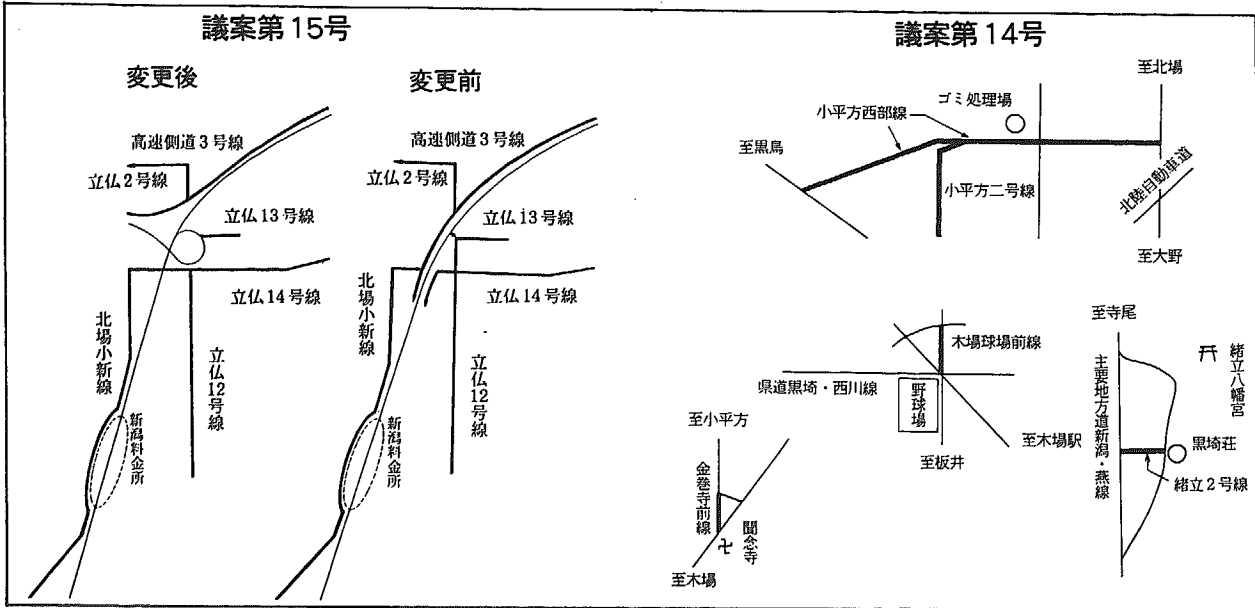 議案第15号
変更後
高速側道3号線
立仏2号線
立仏13号線
立仏14号線
北場小新線
立仏12号線
新潟料金所
変更前
高速側道3号線
立仏2号線
立仏13号線
立仏14号線
北場小新線
立仏12号線
新潟料金所
議案第14号
至北場
ゴミ処理場
小平方西部線
至黒鳥
小平方二号線
北陸自動車道
至大野
木場球場前線
県道黒埼・西川線
野球場
至木場駅
至板井
至小平方
金巻寺前線
聞念寺
卍
至木場
至寺尾
主要地方道新潟・燕線
緒立八幡宮
黒埼荘
緒立2号線